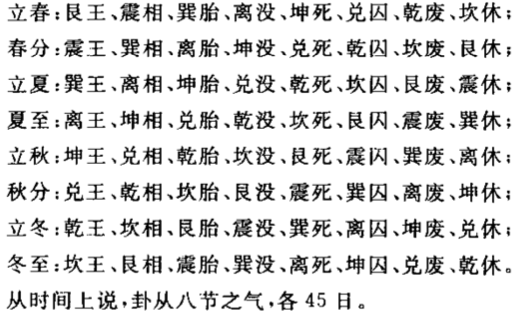 立春:艮王、震相、巽胎、离没、坤死、兑囚、乾废、坎休;
春分:震王、巽相、离胎、坤没、兑死、乾囚、坎废、艮休;
立夏:巽王、离相、坤胎、兑没、乾死、坎囚、艮废、震休;
夏至:离王、坤相、兑胎、乾没、坎死、艮囚、震废、巽休;
立秋:坤王、兑相、乾胎、坎没、艮死、震囚、巽废、离休;
秋分:兑王、乾相、坎胎、艮没、震死、巽囚、离废、坤休;
立冬:乾王、坎相、艮胎、震没、巽死、离囚、坤废、兑休;
冬至:坎王、艮相、震胎、巽没、离死、坤囚、兑废、乾休。
从时间上说,卦从八节之气,各 45 日。